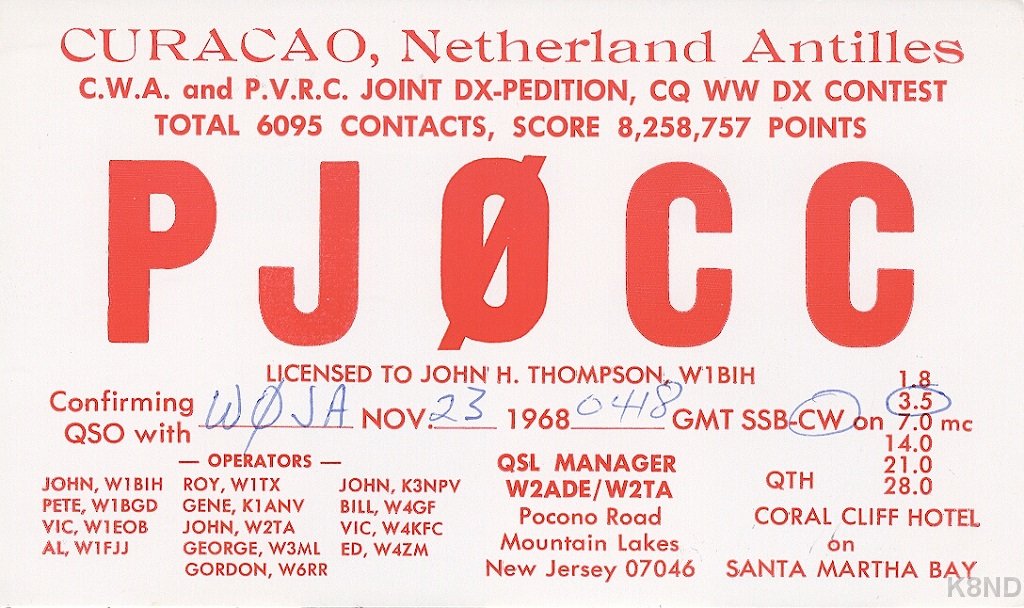 CURACAO, Netherland Antilles
C.W.A. and P.V.R.C. JOINT DX-PEDITION, CQ WW DX CONTEST
TOTAL 6095 CONTACTS, SCORE 8,258,757 POINTS
PJØCC
LICENSED TO JOHN H. THOMPSON, W1BIH
Confirming QSO with WØJA NOV. 23 1968 0418 GMT SSB-CW on
1.8
3.5
7.0 mc
14.0
21.0
28.0
— OPERATORS —
JOHN, W1BIH
PETE, W1BGD
VIC, W1EOB
AL, W1FJJ
ROY, W1TX
GENE, K1ANV
JOHN, W2TA
GEORGE, W3ML
GORDON, W6RR
JOHN, K3NPV
BILL, W4GF
VIC, W4KFC
ED, W4ZM
QSL MANAGER
W2ADE/W2TA
Pocono Road
Mountain Lakes
New Jersey 07046
QTH
CORAL CLIFF HOTEL
on
SANTA MARTHA BAY
K8ND